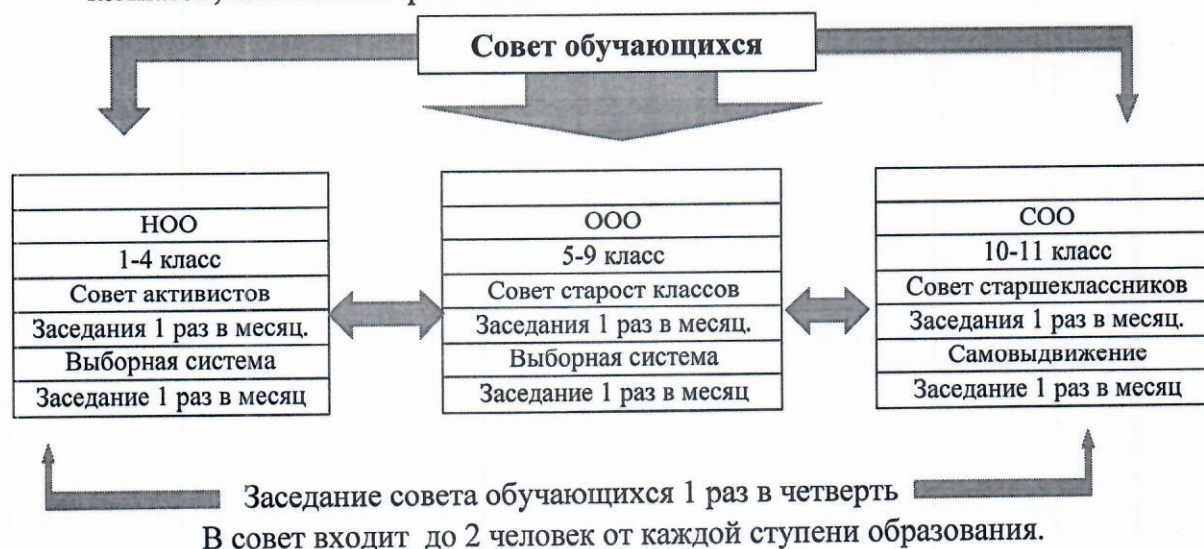 Совет обучающихся
НОО
1-4 класс
Совет активистов
Заседания 1 раз в месяц.
Выборная система
Заседание 1 раз в месяц
ООО
5-9 класс
Совет старост классов
Заседания 1 раз в месяц.
Выборная система
Заседание 1 раз в месяц
СОО
10-11 класс
Совет старшеклассников
Заседания 1 раз в месяц.
Самовыдвижение
Заседание 1 раз в месяц
Заседание совета обучающихся 1 раз в четверть
В совет входит до 2 человек от каждой ступени образования.